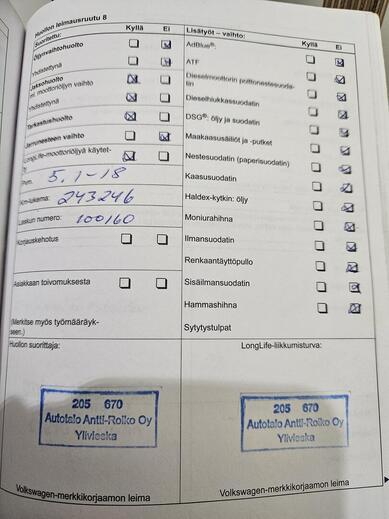 Huollon leimausruutu 8
Suoritettu: Kyllä Ei
Öljynvaihtohuolto
Yhdistettynä
Jaksohuolto
ml. moottoriöljyn vaihto
Yhdistettynä
Tarkastushuolto
Jarrunesteen vaihto
LongLife-moottoriöljyä käytet-
ty
Pvm. 5.1-18
Km-lukema: 243246
Laskun numero: 100160
Korjauskehotus
Asiakkaan toivomuksesta
(Merkitse myös työmääräyk-
seen.)
Huollon suorittaja:
205 670
Autotalo Antti-Roiko Oy
Ylivieska
Volkswagen-merkkikorjaamon leima
Lisätyöt – vaihto: Kyllä Ei
AdBlue®:
ATF
Dieselmoottorin polttonestesuoda-
tin
Dieselhiukkassuodatin
DSG®: öljy ja suodatin
Maakaasusäiliöt ja -putket
Nestesuodatin (paperisuodatin)
Kaasusuodatin
Haldex-kytkin: öljy
Moniurahihna
Ilmansuodatin
Renkaantäyttöpullo
Sisäilmansuodatin
Hammashihna
Sytytystulpat
LongLife-liikkumisturva:
205 670
Autotalo Antti-Roiko Oy
Ylivieska
Volkswagen-merkkikorjaamon leima